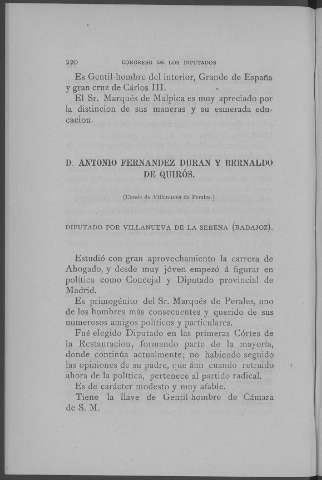 220 CONGRESO DE LOS DIPUTADOS
Es Gentil-hombre del interior, Grande de España
y gran cruz de Cárlos III.
El Sr. Marqués de Malpica es muy apreciado por
la distincion de sus maneras y su esmerada edu-
cacion.
D. ANTONIO FERNANDEZ DURAN Y BERNALDO
DE QUIRÓS.
(Conde de Villanueva de Perales.)
DIPUTADO POR VILLANUEVA DE LA SERENA (BADAJOZ).
Estudió con gran aprovechamiento la carrera de
Abogado, y desde muy jóven empezó á figurar en
política como Concejal y Diputado provincial de
Madrid.
Es primogénito del Sr. Marqués de Perales, uno
de los hombres más consecuentes y querido de sus
numerosos amigos políticos y particulares.
Fué elegido Diputado en las primeras Córtes de
la Restauracion, formando parte de la mayoría,
donde continúa actualmente; no habiendo seguido
las opiniones de su padre, que aún cuando retraido
ahora de la política, pertenece al partido radical.
Es de carácter modesto y muy afable.
Tiene la llave de Gentil-hombre de Cámara
de S. M.